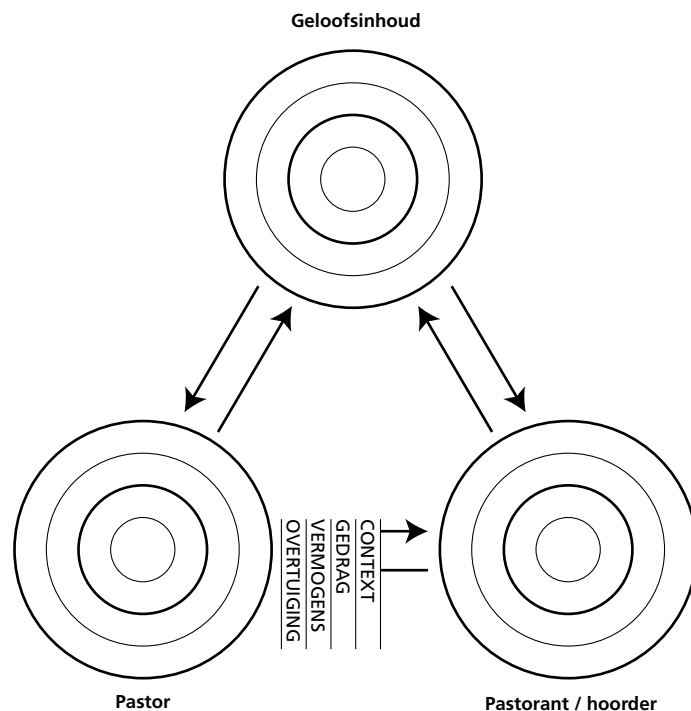 Geloofsinhoud
CONTEXT
GEDRAG
VERMOGENS
OVERTUIGING
Pastor
Pastorant / hoorder